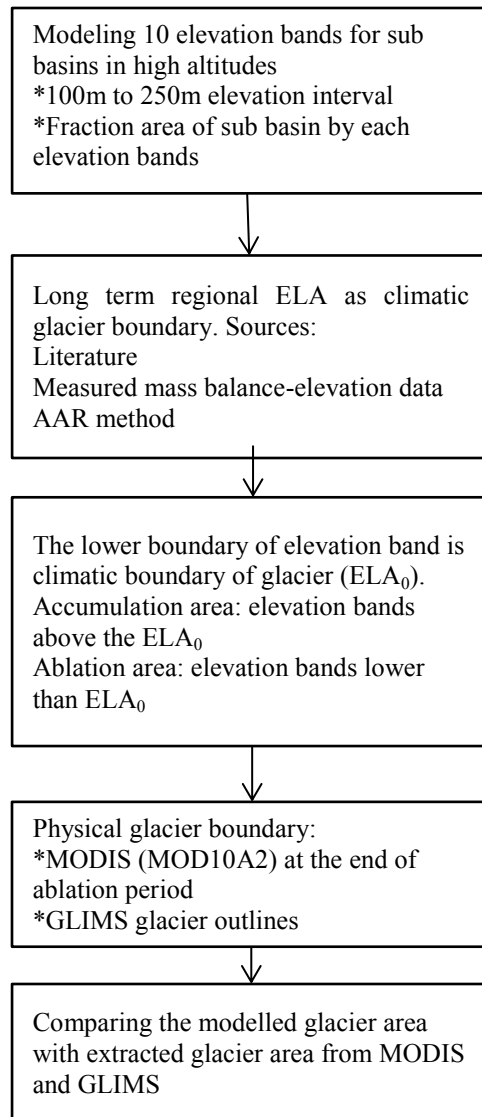 Modeling 10 elevation bands for sub
basins in high altitudes
*100m to 250m elevation interval
*Fraction area of sub basin by each
elevation bands
Long term regional ELA as climatic
glacier boundary. Sources:
Literature
Measured mass balance-elevation data
AAR method
The lower boundary of elevation band is
climatic boundary of glacier (ELA₀).
Accumulation area: elevation bands
above the ELA₀
Ablation area: elevation bands lower
than ELA₀
Physical glacier boundary:
*MODIS (MOD10A2) at the end of
ablation period
*GLIMS glacier outlines
Comparing the modelled glacier area
with extracted glacier area from MODIS
and GLIMS